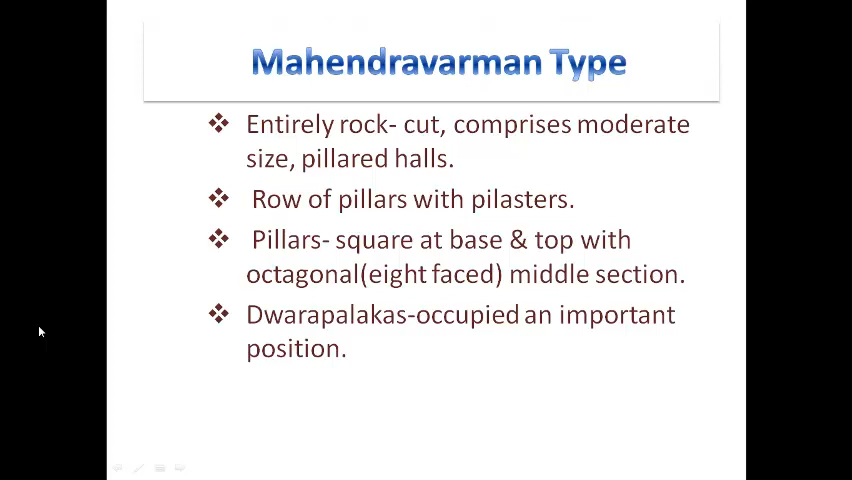 Mahendravarman Type
❖ Entirely rock- cut, comprises moderate
size, pillared halls.
❖ Row of pillars with pilasters.
❖ Pillars- square at base & top with
octagonal(eight faced) middle section.
❖ Dwarapalakas-occupied an important
position.